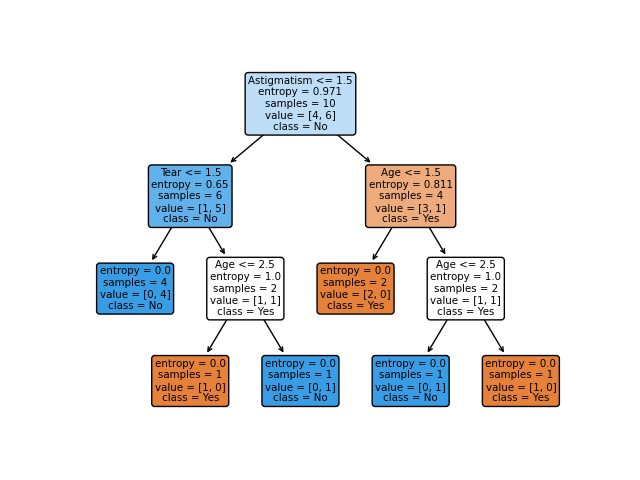 Astigmatism <= 1.5
entropy = 0.971
samples = 10
value = [4, 6]
class = No
Tear <= 1.5
entropy = 0.65
samples = 6
value = [1, 5]
class = No
Age <= 1.5
entropy = 0.811
samples = 4
value = [3, 1]
class = Yes
entropy = 0.0
samples = 4
value = [0, 4]
class = No
Age <= 2.5
entropy = 1.0
samples = 2
value = [1, 1]
class = Yes
entropy = 0.0
samples = 2
value = [2, 0]
class = Yes
Age <= 2.5
entropy = 1.0
samples = 2
value = [1, 1]
class = Yes
entropy = 0.0
samples = 1
value = [1, 0]
class = Yes
entropy = 0.0
samples = 1
value = [0, 1]
class = No
entropy = 0.0
samples = 1
value = [0, 1]
class = No
entropy = 0.0
samples = 1
value = [1, 0]
class = Yes